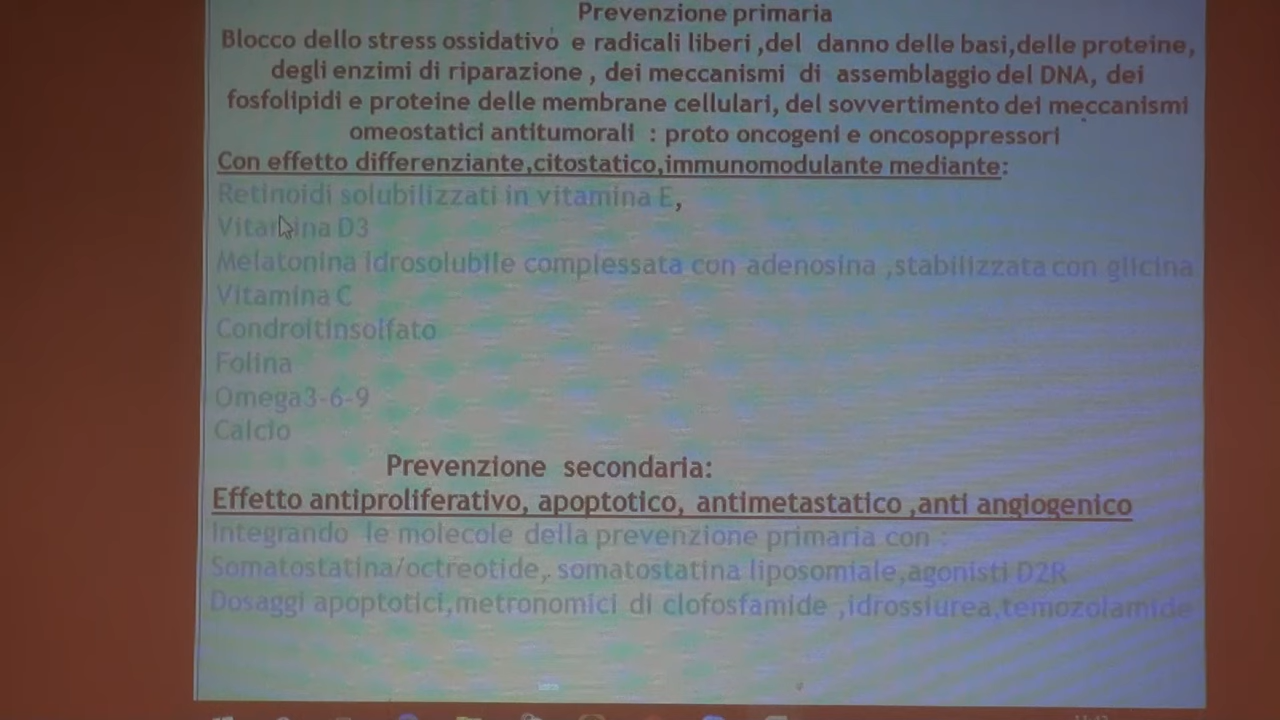 Prevenzione primaria
Blocco dello stress ossidativo e radicali liberi ,del danno delle basi,delle proteine,
degli enzimi di riparazione , dei meccanismi di assemblaggio del DNA, dei
fosfolipidi e proteine delle membrane cellulari, del sovvertimento dei meccanismi
omeostatici antitumorali : proto oncogeni e oncosoppressori
Con effetto differenziante,citostatico,immunomodulante mediante:
Retinoidi solubilizzati in vitamina E,
Vitamina D3
Melatonina idrosolubile complessata con adenosina ,stabilizzata con glicina
Vitamina C
Condroitinsolfato
Folina
Omega3-6-9
Calcio
Prevenzione secondaria:
Effetto antiproliferativo, apoptotico, antimetastatico ,anti angiogenico
Integrando le molecole della prevenzione primaria con :
Somatostatina/octreotide, somatostatina liposomiale,agonisti D2R
Dosaggi apoptotici,metronomici di clofosfamide ,idrossiurea,temozolamide